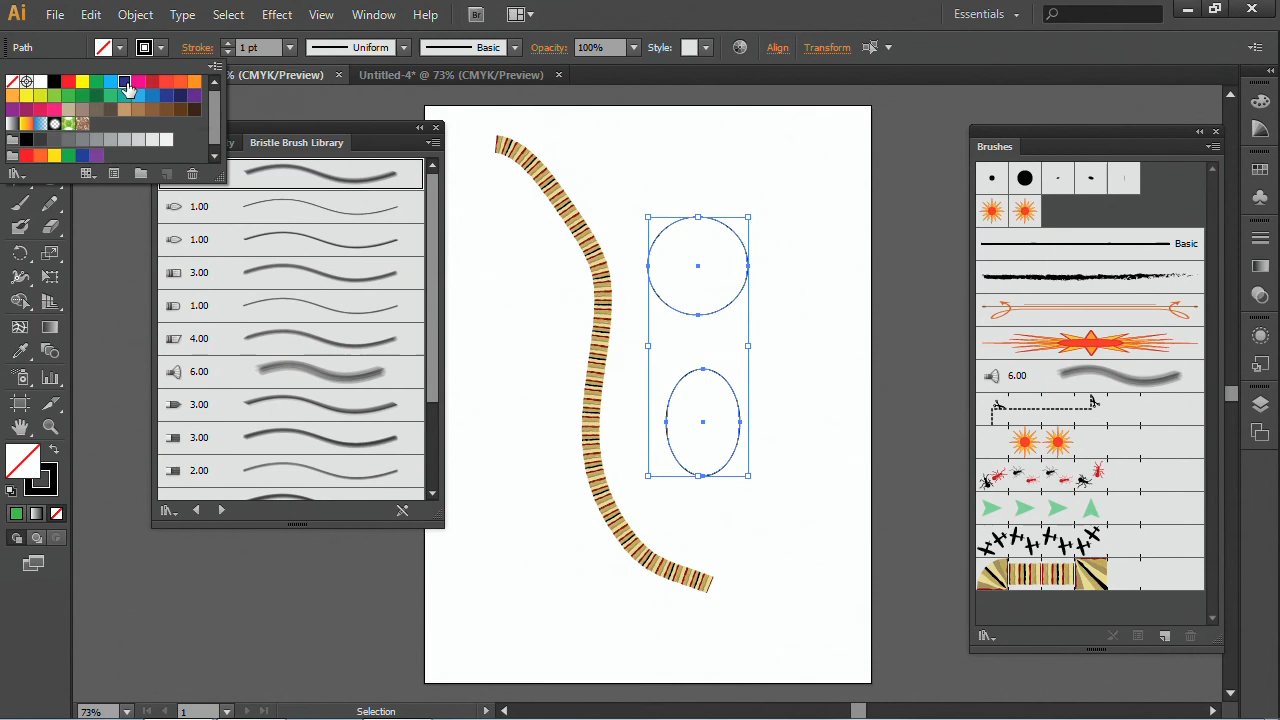 Ai File Edit Object Type Select Effect View Window Help Br Essentials
Path Stroke: 1 pt Uniform Basic Opacity: 100% Style: Align Transform
% (CMYK/Preview) × Untitled-4* @ 73% (CMYK/Preview) ×
Bristle Brush Library
Brushes
1.00
1.00
3.00
1.00
4.00
6.00
3.00
3.00
2.00
Basic
6.00
73% 1 Selection